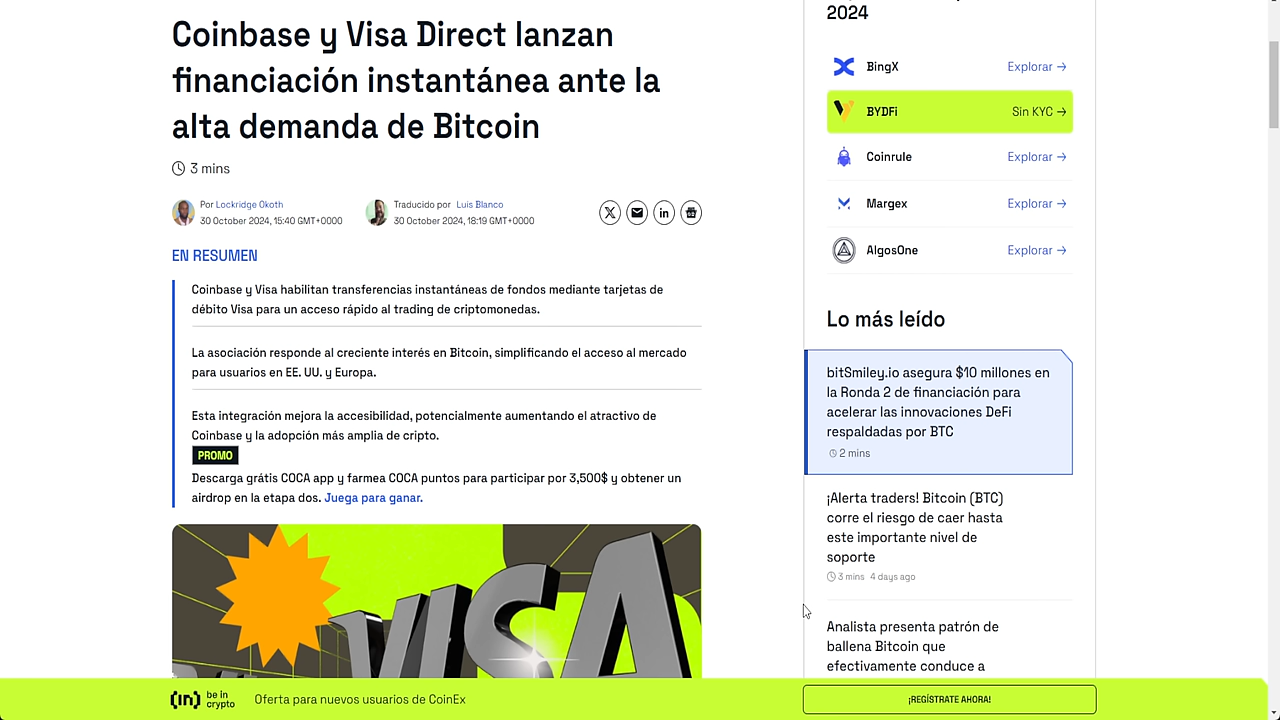 Coinbase y Visa Direct lanzan
financiación instantánea ante la
alta demanda de Bitcoin
3 mins
Por Lockridge Okoth
30 October 2024, 15:40 GMT+0000
Traducido por Luis Blanco
30 October 2024, 18:19 GMT+0000
EN RESUMEN
Coinbase y Visa habilitan transferencias instantáneas de fondos mediante tarjetas de
débito Visa para un acceso rápido al trading de criptomonedas.
La asociación responde al creciente interés en Bitcoin, simplificando el acceso al mercado
para usuarios en EE. UU. y Europa.
Esta integración mejora la accesibilidad, potencialmente aumentando el atractivo de
Coinbase y la adopción más amplia de cripto.
PROMO
Descarga grátis COCA app y farmea COCA puntos para participar por 3,500$ y obtener un
airdrop en la etapa dos. Juega para ganar.
VISA
2024
BingX Explorar →
BYDFi Sin KYC →
Coinrule Explorar →
Margex Explorar →
AlgosOne Explorar →
Lo más leído
bitSmiley.io asegura $10 millones en
la Ronda 2 de financiación para
acelerar las innovaciones DeFi
respaldadas por BTC
2 mins
¡Alerta traders! Bitcoin (BTC)
corre el riesgo de caer hasta
este importante nivel de
soporte
3 mins 4 days ago
Analista presenta patrón de
ballena Bitcoin que
efectivamente conduce a
(in) be in
crypto
Oferta para nuevos usuarios de CoinEx
¡REGÍSTRATE AHORA!